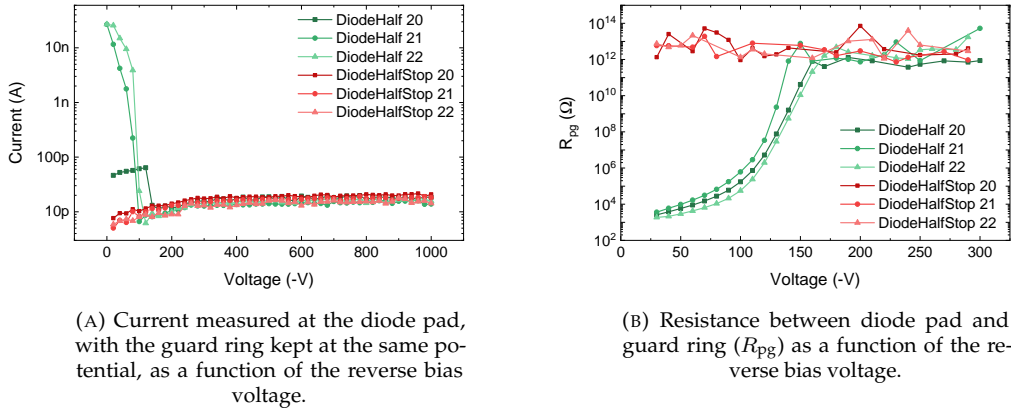 10n
1n
100p
10p
Current (A)
0
200
400
600
800
1000
Voltage (-V)
DiodeHalf 20
DiodeHalf 21
DiodeHalf 22
DiodeHalfStop 20
DiodeHalfStop 21
DiodeHalfStop 22
(A) Current measured at the diode pad,
with the guard ring kept at the same po-
tential, as a function of the reverse bias
voltage.
10^14
10^12
10^10
10^8
10^6
10^4
10^2
R_pg (Ω)
0
50
100
150
200
250
300
Voltage (-V)
DiodeHalf 20
DiodeHalf 21
DiodeHalf 22
DiodeHalfStop 20
DiodeHalfStop 21
DiodeHalfStop 22
(B) Resistance between diode pad and
guard ring (R_pg) as a function of the re-
verse bias voltage.